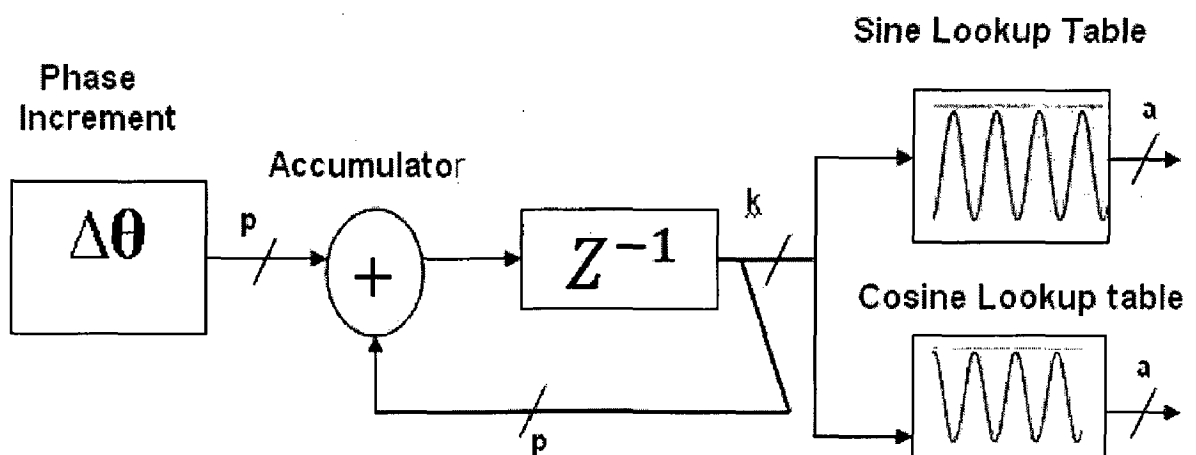 Sine Lookup Table
Phase
Increment
Accumulator
a
Δθ
p
k
+
Z⁻¹
Cosine Lookup table
a
p